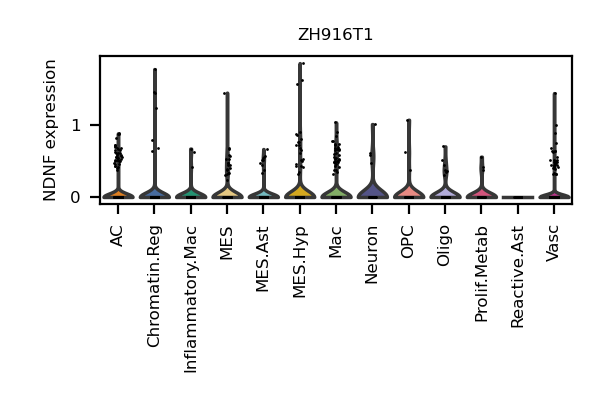 ZH916T1
NDNF expression
1
0
AC
Chromatin.Reg
Inflammatory.Mac
MES
MES.Ast
MES.Hyp
Mac
Neuron
OPC
Oligo
Prolif.Metab
Reactive.Ast
Vasc